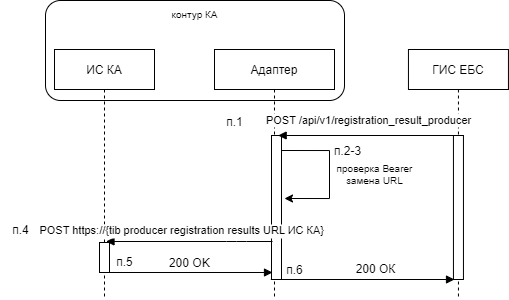 контур КА
ИС КА
Адаптер
ГИС ЕБС
п.1
POST /api/v1/registration_result_producer
п.2-3
проверка Bearer
замена URL
п.4
POST https://{tib producer registration results URL ИС КА}
п.5
200 OK
п.6
200 OK